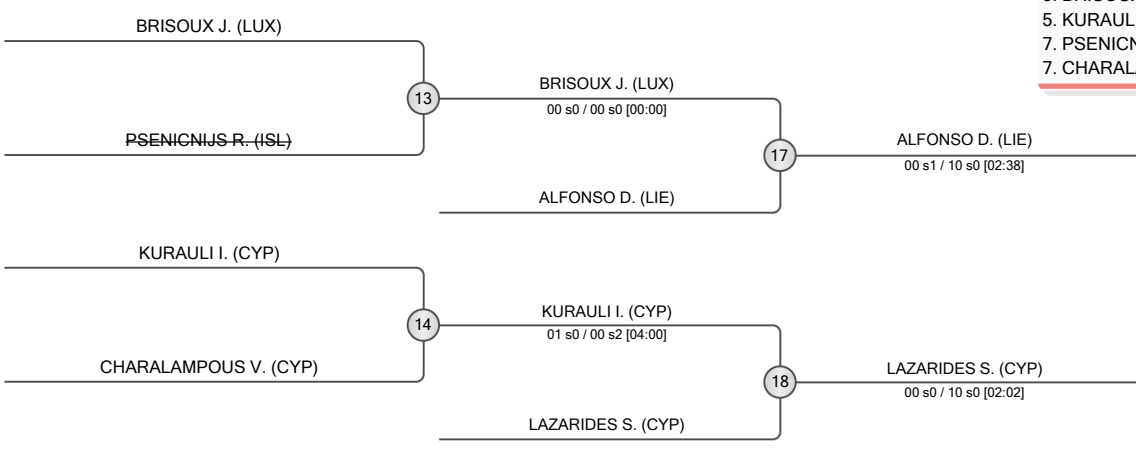 BRISOUX J. (LUX)
PSENICNIJS R. (ISL)
13
BRISOUX J. (LUX)
00 s0 / 00 s0 [00:00]
ALFONSO D. (LIE)
17
ALFONSO D. (LIE)
00 s1 / 10 s0 [02:38]
KURAULI I. (CYP)
CHARALAMPOUS V. (CYP)
14
KURAULI I. (CYP)
01 s0 / 00 s2 [04:00]
LAZARIDES S. (CYP)
18
LAZARIDES S. (CYP)
00 s0 / 10 s0 [02:02]
5. KURAULI
7. PSENICN
7. CHARAL